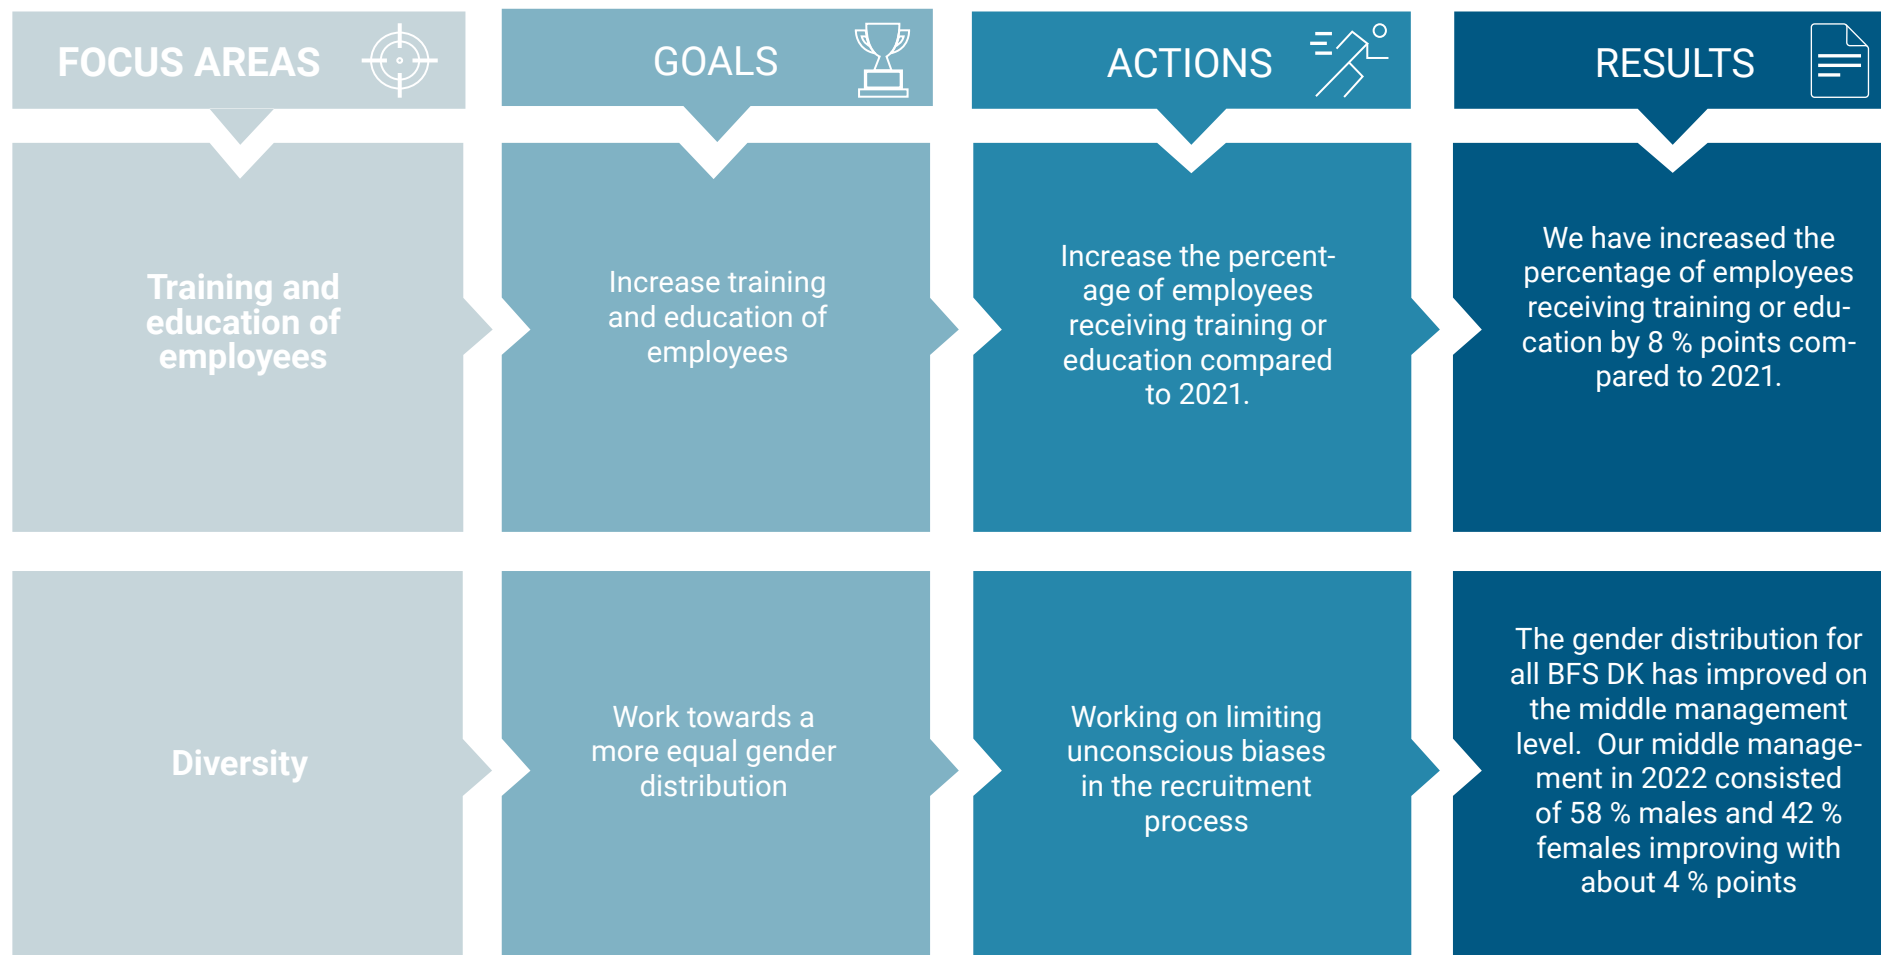 FOCUS AREAS
GOALS
ACTIONS
RESULTS
Training and
education of
employees
Increase training
and education of
employees
Increase the percent-
age of employees
receiving training or
education compared
to 2021.
We have increased the
percentage of employees
receiving training or edu-
cation by 8 % points com-
pared to 2021.
Diversity
Work towards a
more equal gender
distribution
Working on limiting
unconscious biases
in the recruitment
process
The gender distribution for
all BFS DK has improved on
the middle management
level.  Our middle manage-
ment in 2022 consisted
of 58 % males and 42 %
females improving with
about 4 % points